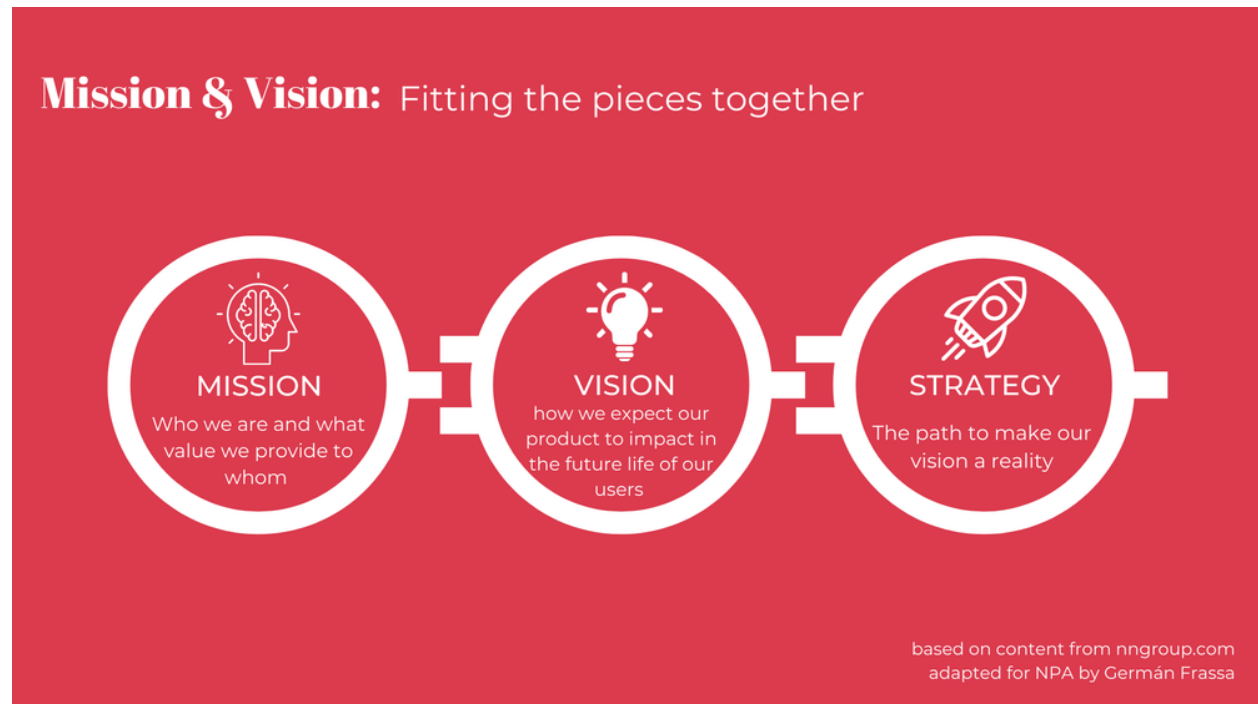 Mission & Vision: Fitting the pieces together
MISSION
Who we are and what
value we provide to
whom
VISION
how we expect our
product to impact in
the future life of our
users
STRATEGY
The path to make our
vision a reality
based on content from nngroup.com
adapted for NPA by Germán Frassa